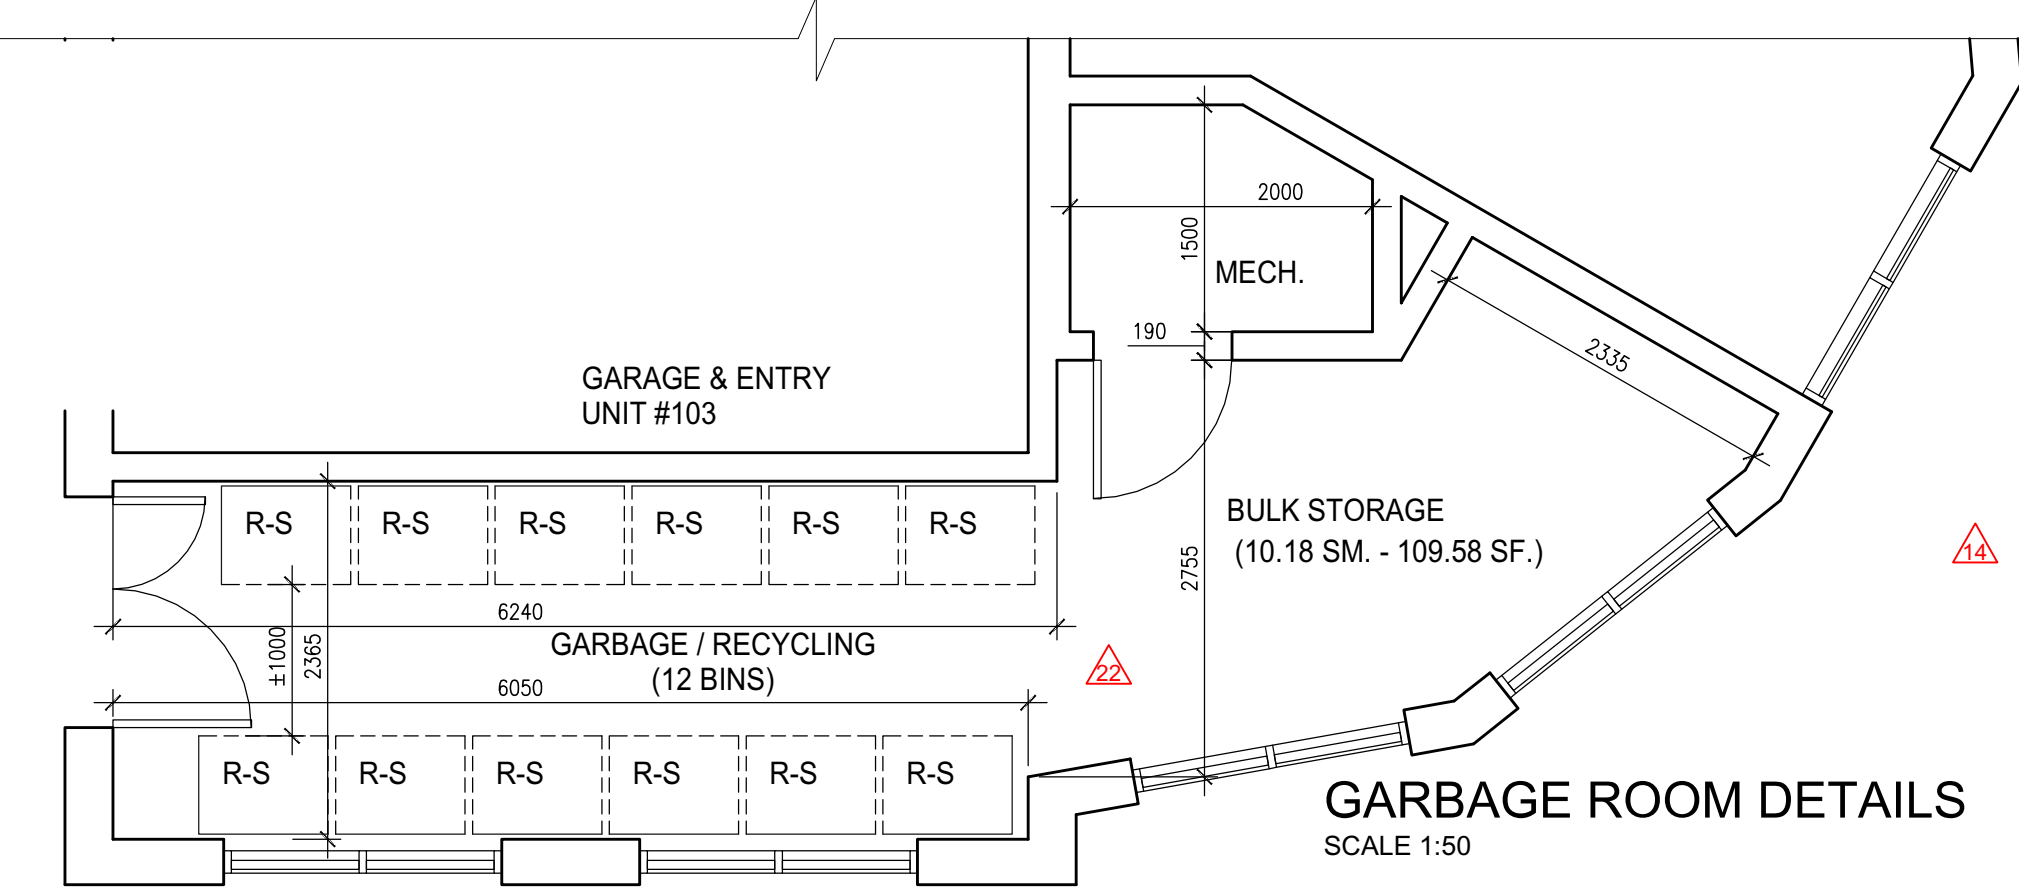 2000
1500
MECH.
190
2335
GARAGE & ENTRY
UNIT #103
R-S R-S R-S R-S R-S R-S
BULK STORAGE
(10.18 SM. - 109.58 SF.)
14
2755
6240
±1000
2365
GARBAGE / RECYCLING
(12 BINS)
22
6050
R-S R-S R-S R-S R-S R-S
GARBAGE ROOM DETAILS
SCALE 1:50